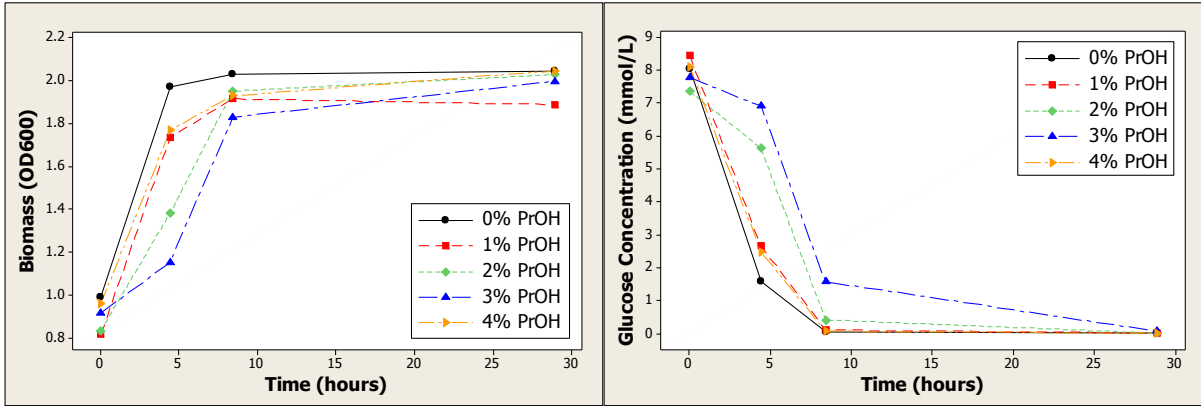 Biomass (OD600)
2.2
2.0
1.8
1.6
1.4
1.2
1.0
0.8
0
5
10
15
20
25
30
Time (hours)
0% PrOH
1% PrOH
2% PrOH
3% PrOH
4% PrOH
Glucose Concentration (mmol/L)
9
8
7
6
5
4
3
2
1
0
0
5
10
15
20
25
30
Time (hours)
0% PrOH
1% PrOH
2% PrOH
3% PrOH
4% PrOH